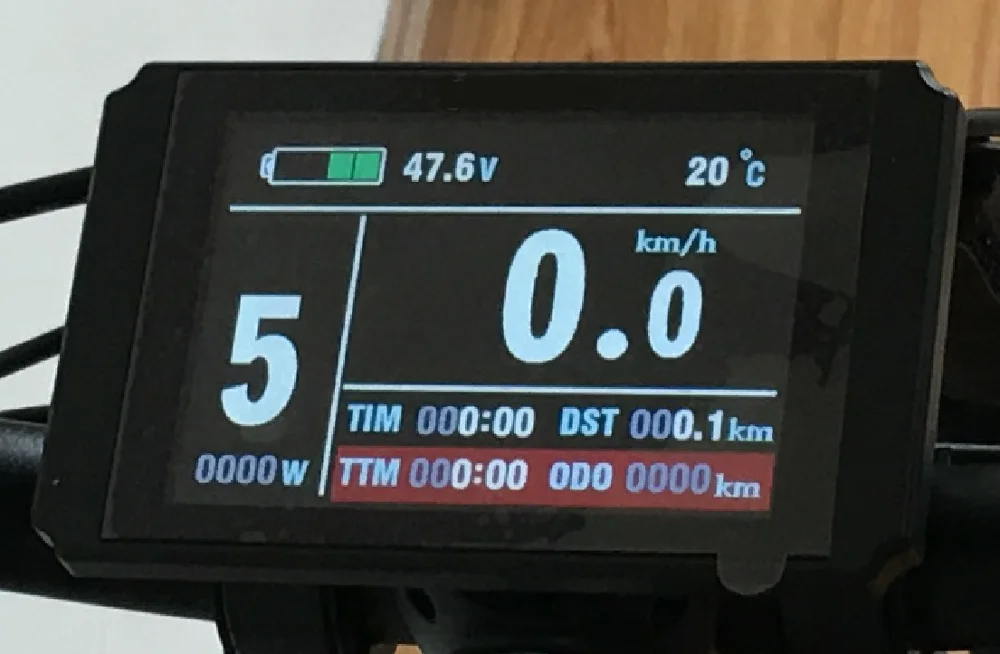 47.6V 20 °C
km/h
0.0
5
TIM 000:00 DST 000.1km
0000W TTM 000:00 ODO 0000km